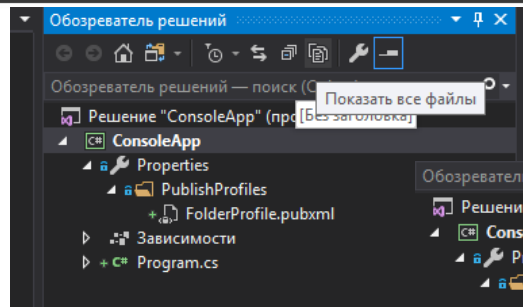 Обозреватель решений
Обозреватель решений — поиск (C
Показать все файлы
Решение "ConsoleApp" (про
[Без заголовка]
C# ConsoleApp
Properties
Обозревател
PublishProfiles
Решени
+ FolderProfile.pubxml
C# Cons
Зависимости
+ C# Program.cs
P